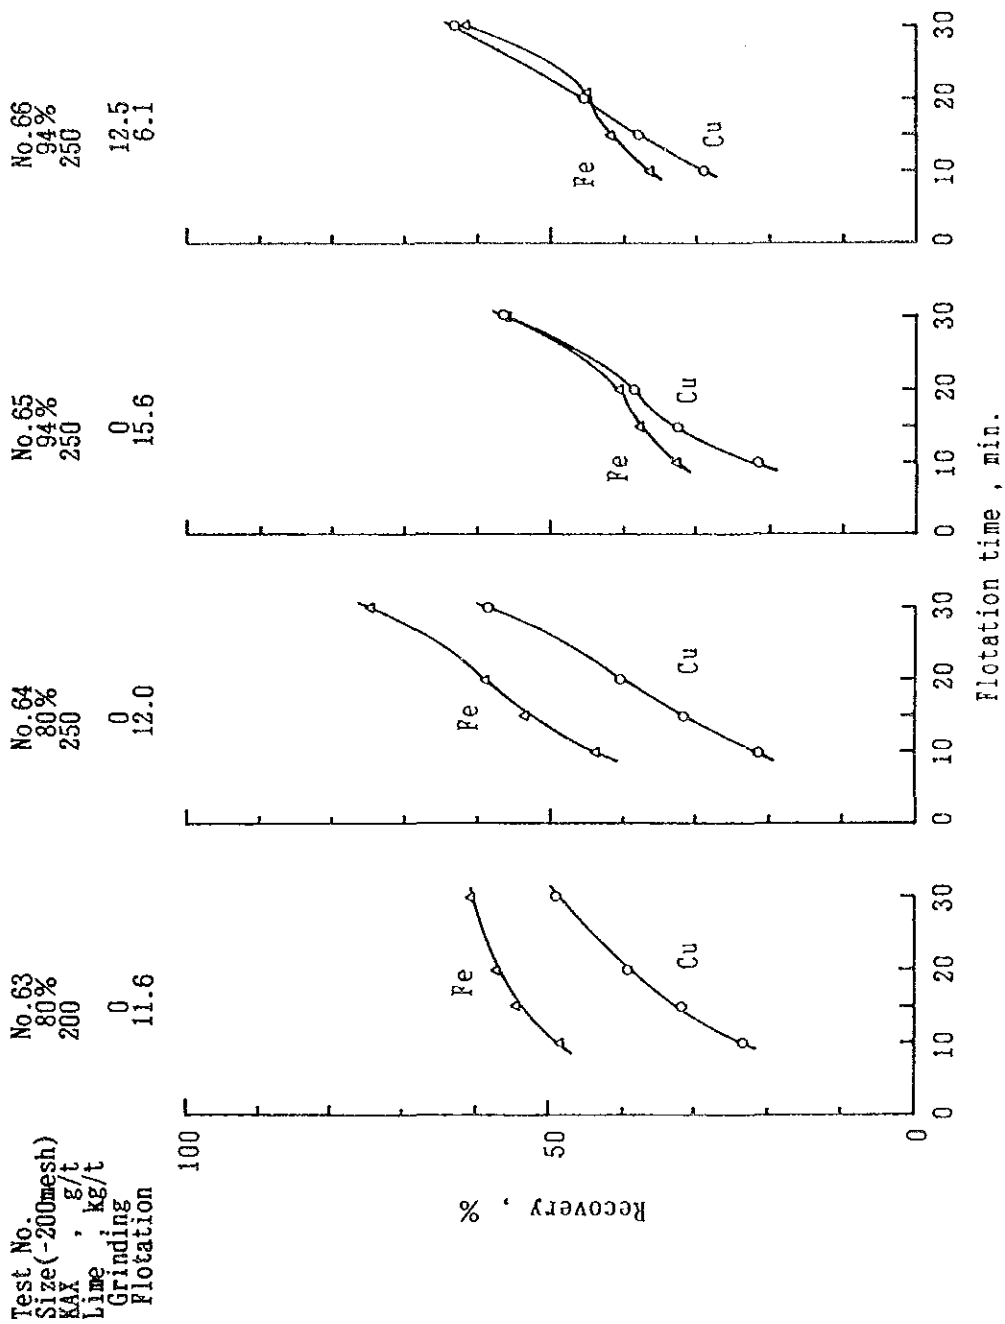 Test No. No.63 No.64 No.65 No.66
Size(-200mesh) 80% 80% 94% 94%
KAX , g/t 200 250 250 250
Lime , kg/t
Grinding 0 0 0 12.5
Flotation 11.6 12.0 15.6 6.1
100
50
0
Recovery , %
Fe
Cu
0 10 20 30
Fe
Cu
0 10 20 30
Fe
Cu
0 10 20 30
Fe
Cu
0 10 20 30
Flotation time , min.